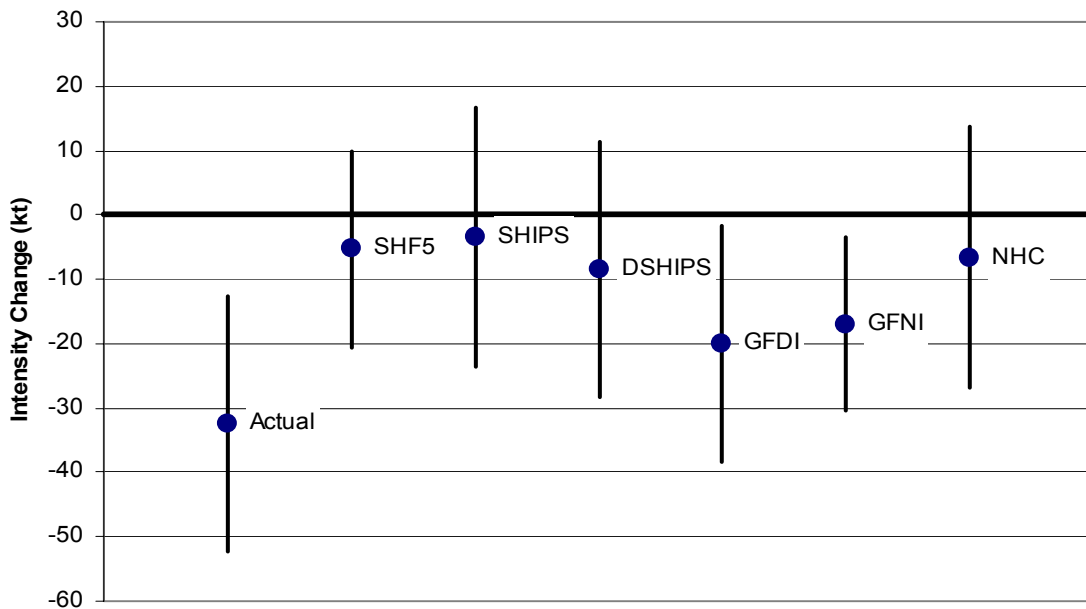 30
20
10
0
-10
-20
-30
-40
-50
-60
Intensity Change (kt)
Actual
SHF5
SHIPS
DSHIPS
GFDI
GFNI
NHC